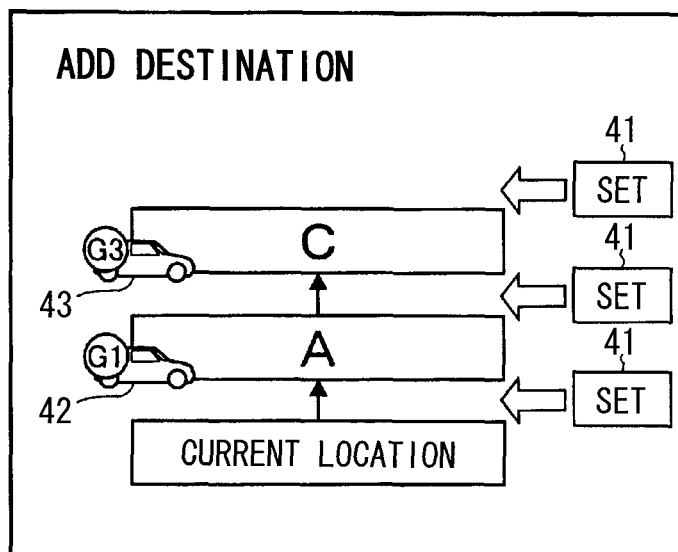 ADD DESTINATION
41
SET
G3
C
43
41
SET
G1
A
42
41
SET
CURRENT LOCATION